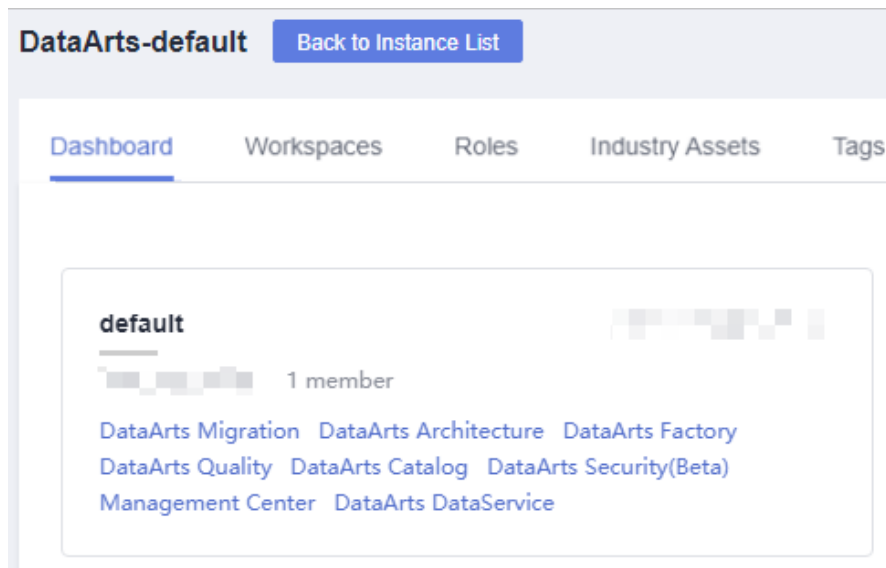 DataArts-default Back to Instance List
Dashboard Workspaces Roles Industry Assets Tags
default
1 member
DataArts Migration DataArts Architecture DataArts Factory
DataArts Quality DataArts Catalog DataArts Security(Beta)
Management Center DataArts DataService